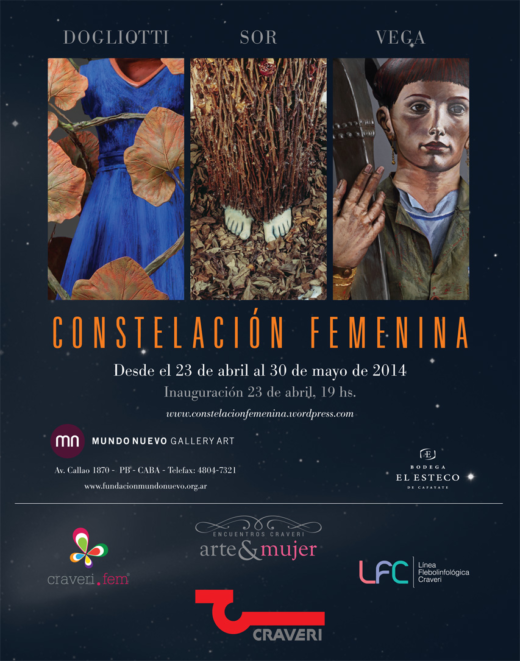 DOGLIOTTI SOR VEGA
CONSTELACIÓN FEMENINA
Desde el 23 de abril al 30 de mayo de 2014
Inauguración 23 de abril, 19 hs.
www.constelacionfemenina.wordpress.com
mn MUNDO NUEVO GALLERY ART
Av. Callao 1870 - PB - CABA - Telefax: 4804-7321
www.fundacionmundonuevo.org.ar
Æ
BODEGA
EL ESTECO
DE CAFAYATE
craveri.fem
ENCUENTROS CRAVERI
arte&mujer
LFC
Línea
Flebolinfológica
Craveri
CRAVERI